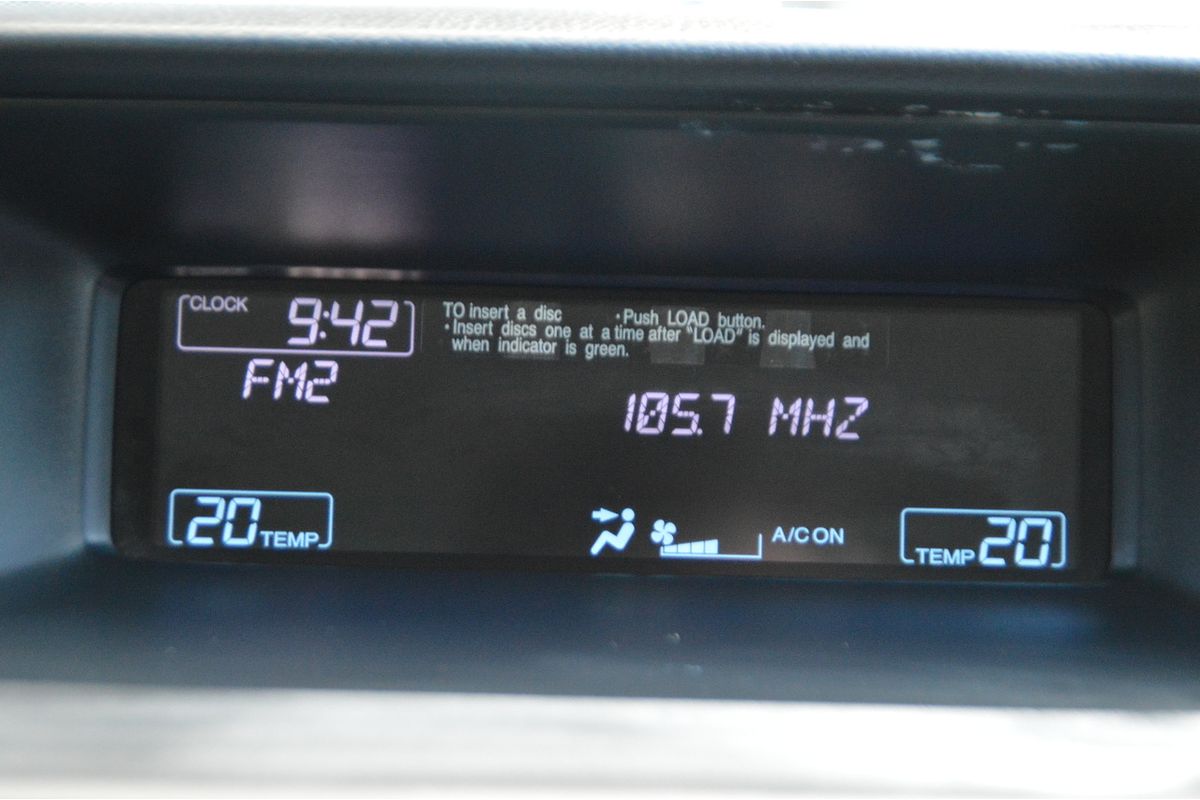 CLOCK 9:42
TO insert a disc •Push LOAD button.
•Insert discs one at a time after "LOAD" is displayed and
when indicator is green.
FM2
105.7 MHZ
20 TEMP
A/C ON
TEMP 20